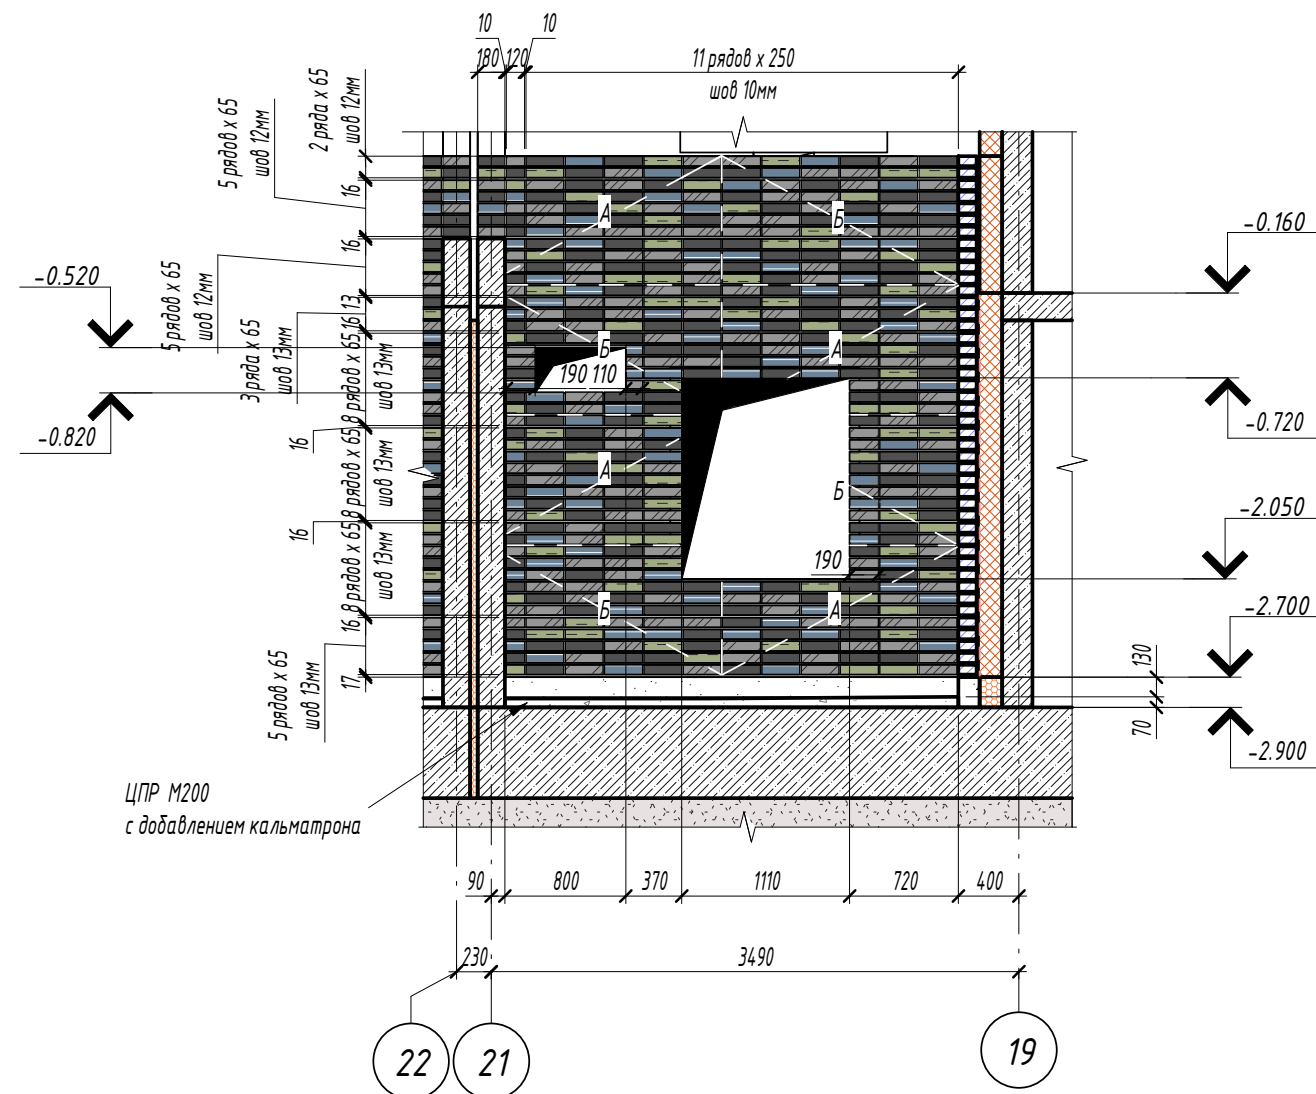 10
10
180
120
11 рядов х 250
шов 10мм
2 ряда х 65
шов 12мм
5 рядов х 65
шов 12мм
16
16
5 рядов х 65
шов 12мм
13
16
3 ряда х 65
шов 13мм
8 рядов х 65
шов 13мм
16
8 рядов х 65
шов 13мм
16
8 рядов х 65
шов 13мм
16
5 рядов х 65
шов 13мм
17
-0.520
-0.820
А
Б
Б
А
190
110
А
Б
190
Б
А
-0.160
-0.720
-2.050
-2.700
130
70
-2.900
ЦПР М200
с добавлением кальматрона
90
800
370
1110
720
400
230
3490
22
21
19